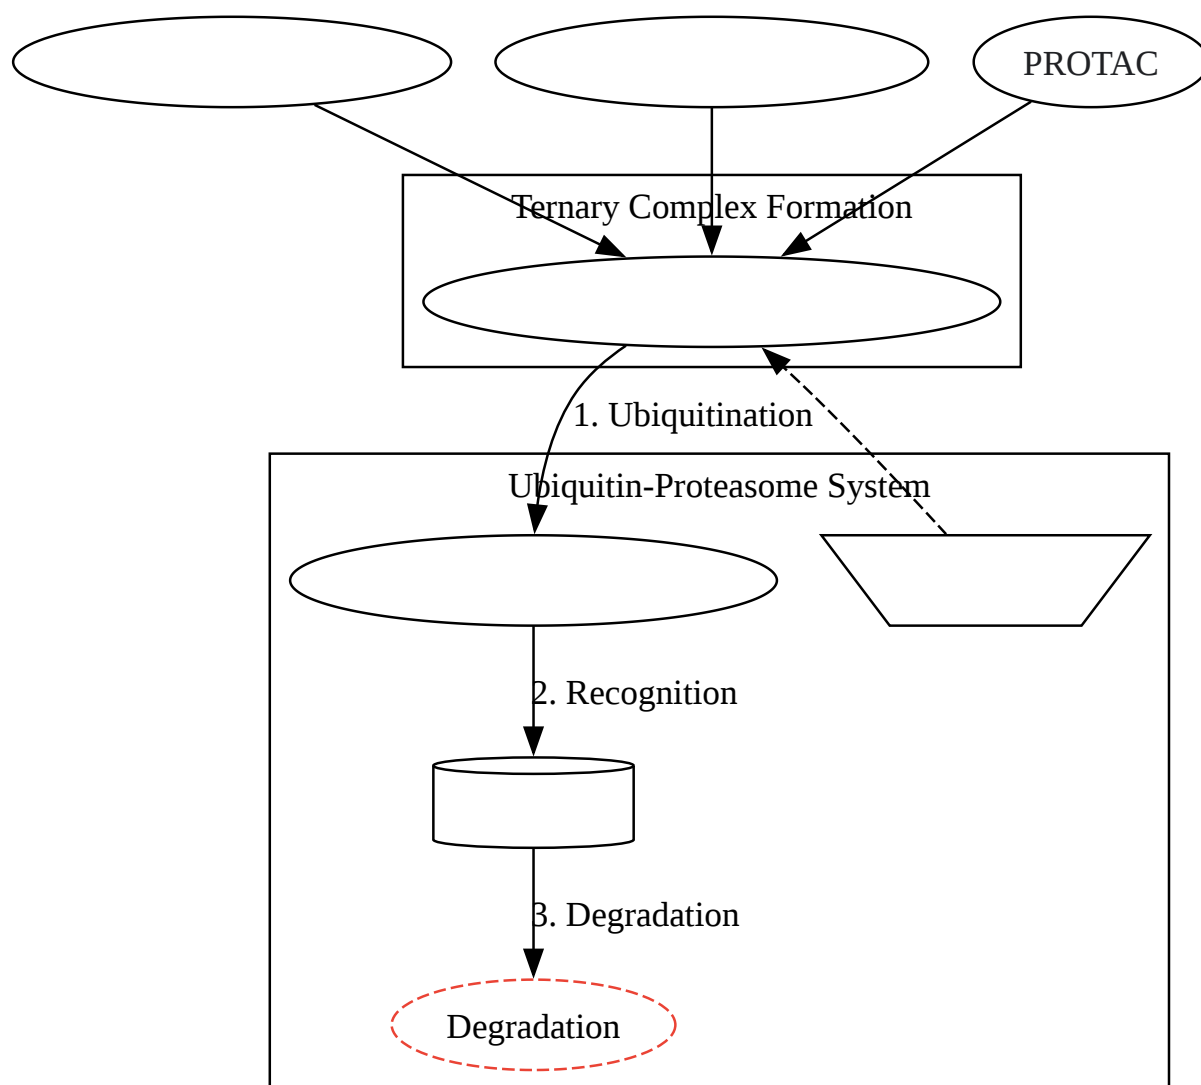 PROTAC
Ternary Complex Formation
1. Ubiquitination
Ubiquitin-Proteasome System
2. Recognition
3. Degradation
Degradation